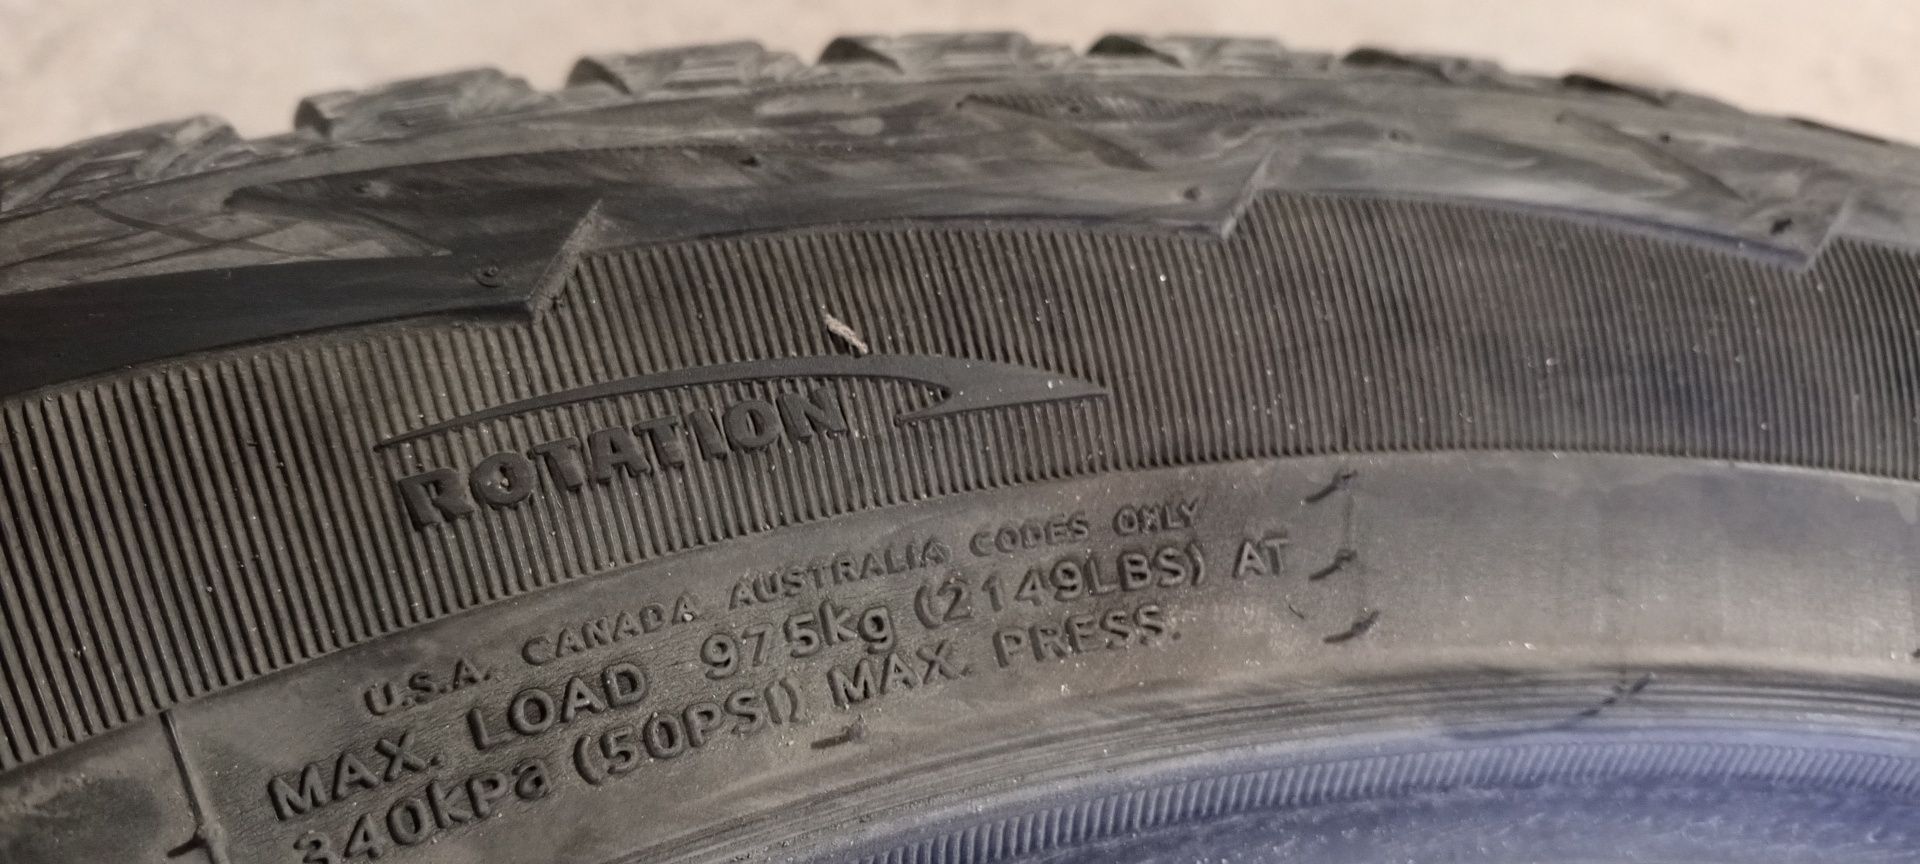 ROTATION
U.S.A. CANADA AUSTRALIA CODES ONLY
MAX. LOAD 975kg (2149LBS) AT
340kPa (50PSI) MAX. PRESS.